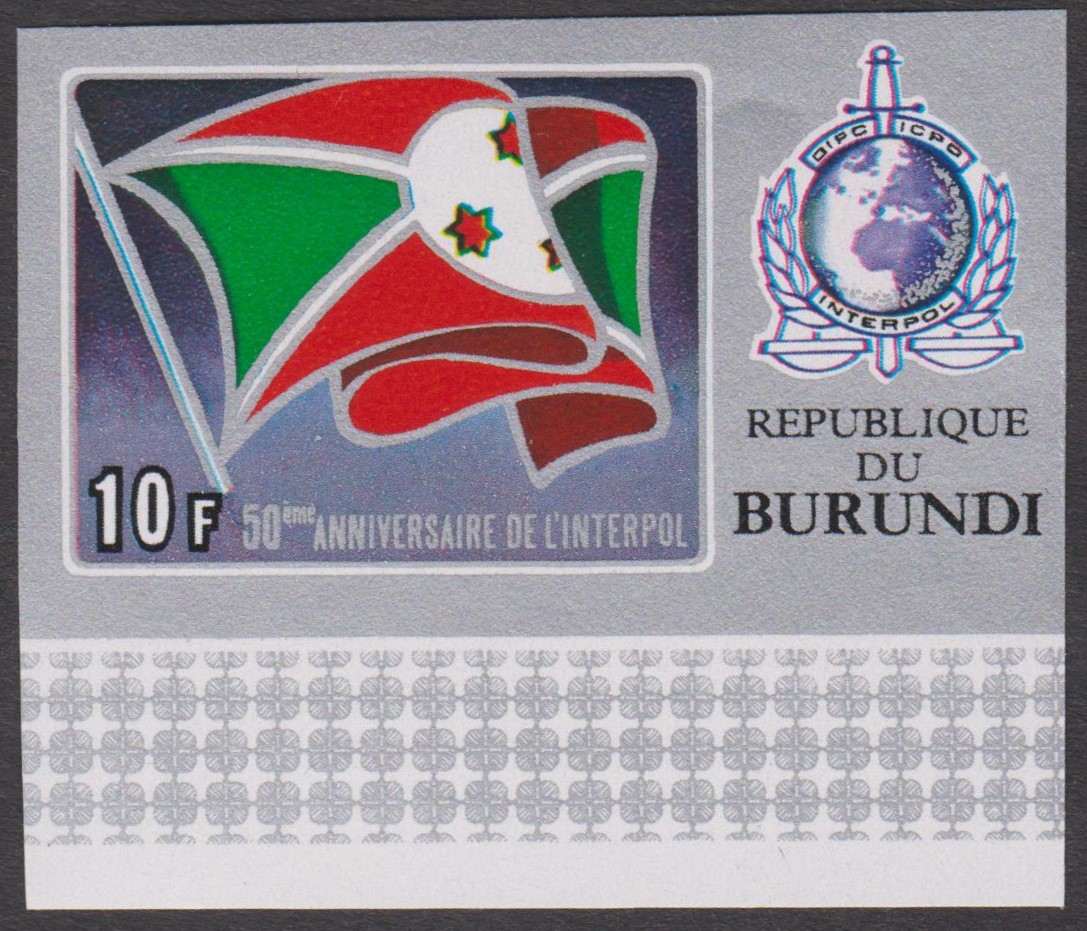 10F
50ème ANNIVERSAIRE DE L'INTERPOL
OIPC ICPO
INTERPOL
REPUBLIQUE
DU
BURUNDI